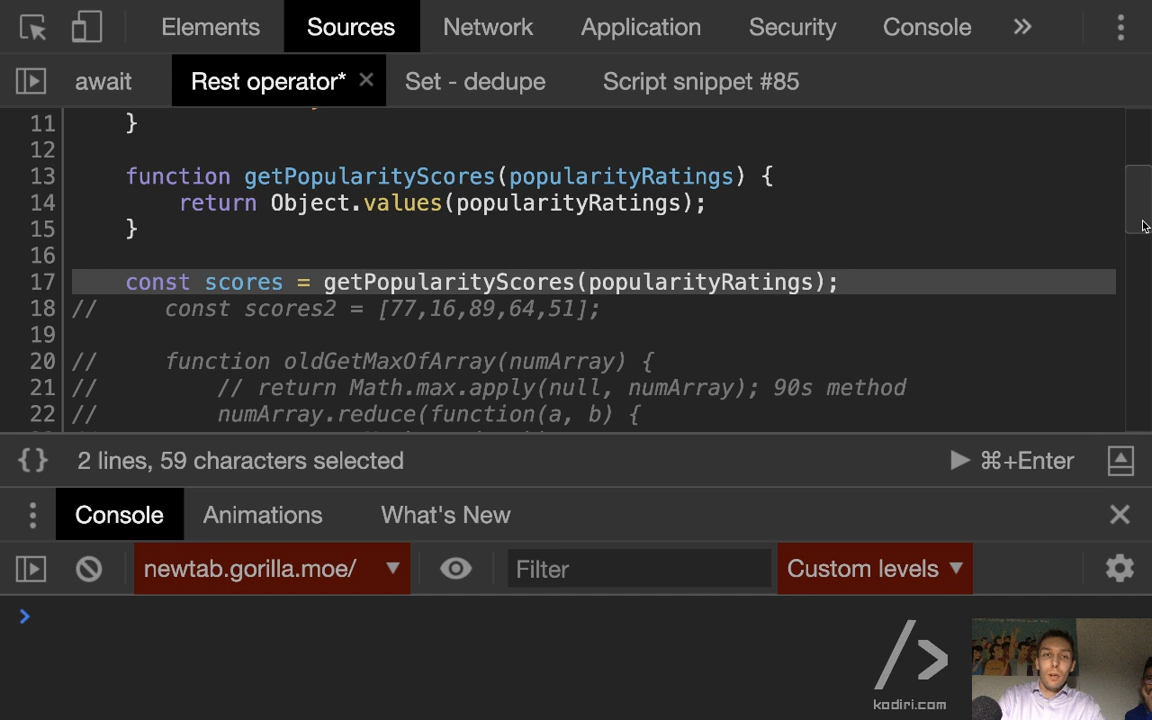 Elements Sources Network Application Security Console »
await Rest operator* × Set - dedupe Script snippet #85
11 }
12
13 function getPopularityScores(popularityRatings) {
14 return Object.values(popularityRatings);
15 }
16
17 const scores = getPopularityScores(popularityRatings);
18 // const scores2 = [77,16,89,64,51];
19
20 // function oldGetMaxOfArray(numArray) {
21 // // return Math.max.apply(null, numArray); 90s method
22 // numArray.reduce(function(a, b) {
{} 2 lines, 59 characters selected ⌘+Enter
Console Animations What's New
newtab.gorilla.moe/ ▼ Filter Custom levels ▼
/>
kodiri.com